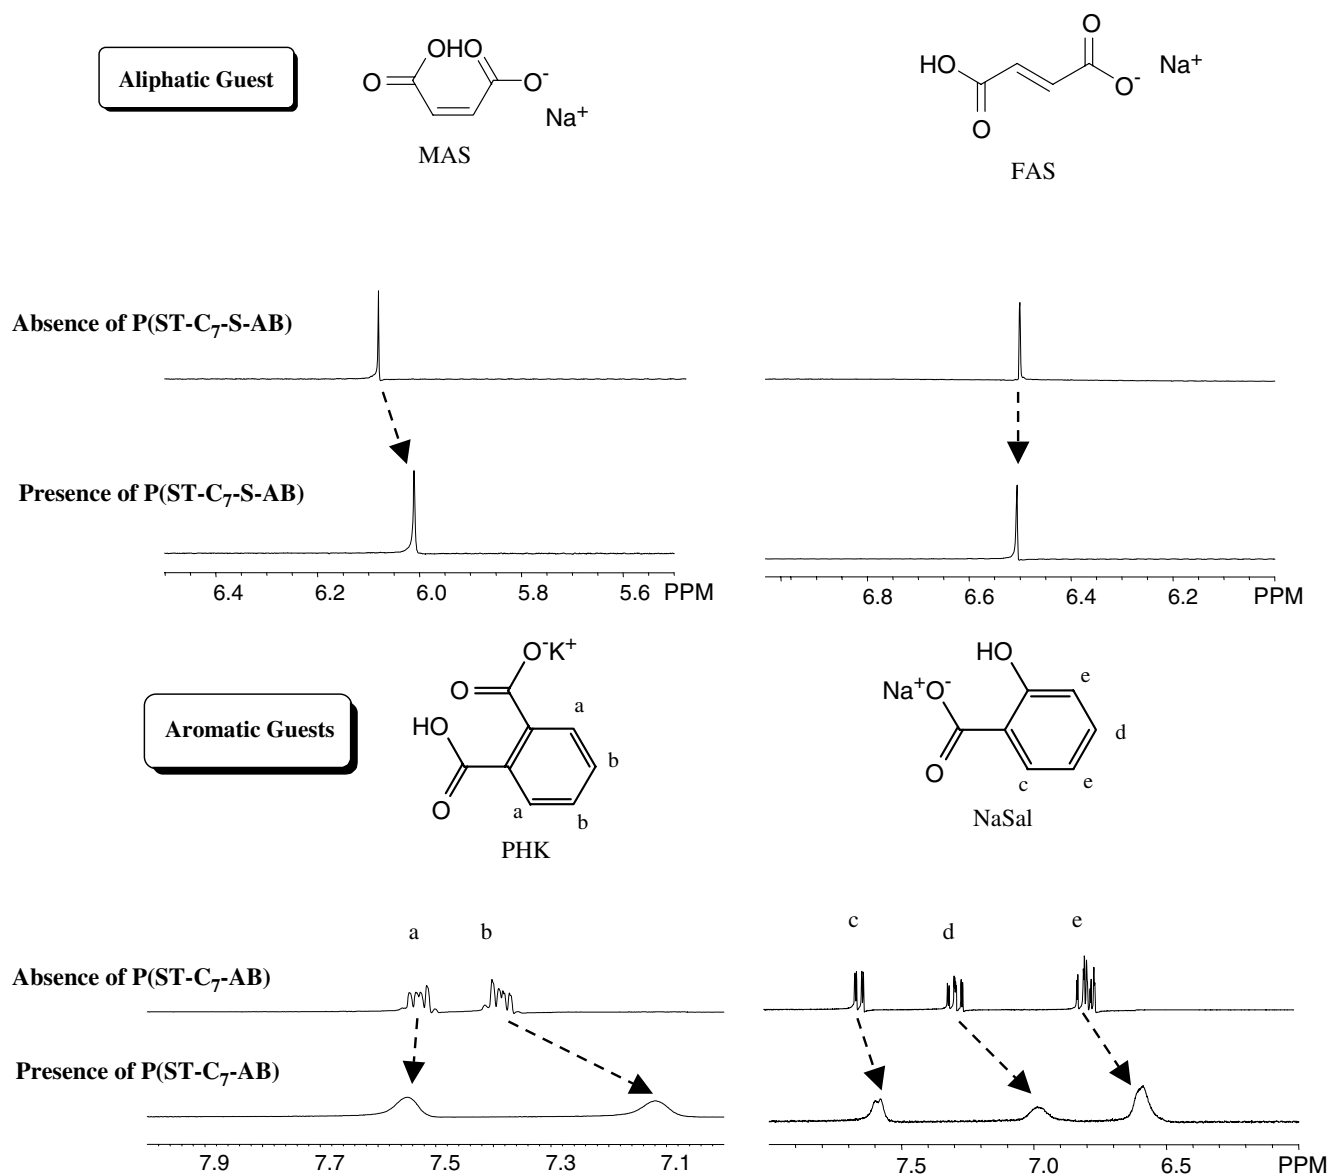 Aliphatic Guest
OHO
O
O⁻
Na⁺
MAS
O
HO
Na⁺
O⁻
O
FAS
Absence of P(ST-C₇-S-AB)
Presence of P(ST-C₇-S-AB)
6.4 6.2 6.0 5.8 5.6 PPM
6.8 6.6 6.4 6.2 PPM
Aromatic Guests
O⁻K⁺
O
HO
a
b
O
a
b
PHK
HO
Na⁺O⁻
e
d
O
c
e
NaSal
a b
c d e
Absence of P(ST-C₇-AB)
Presence of P(ST-C₇-AB)
7.9 7.7 7.5 7.3 7.1
7.5 7.0 6.5 PPM